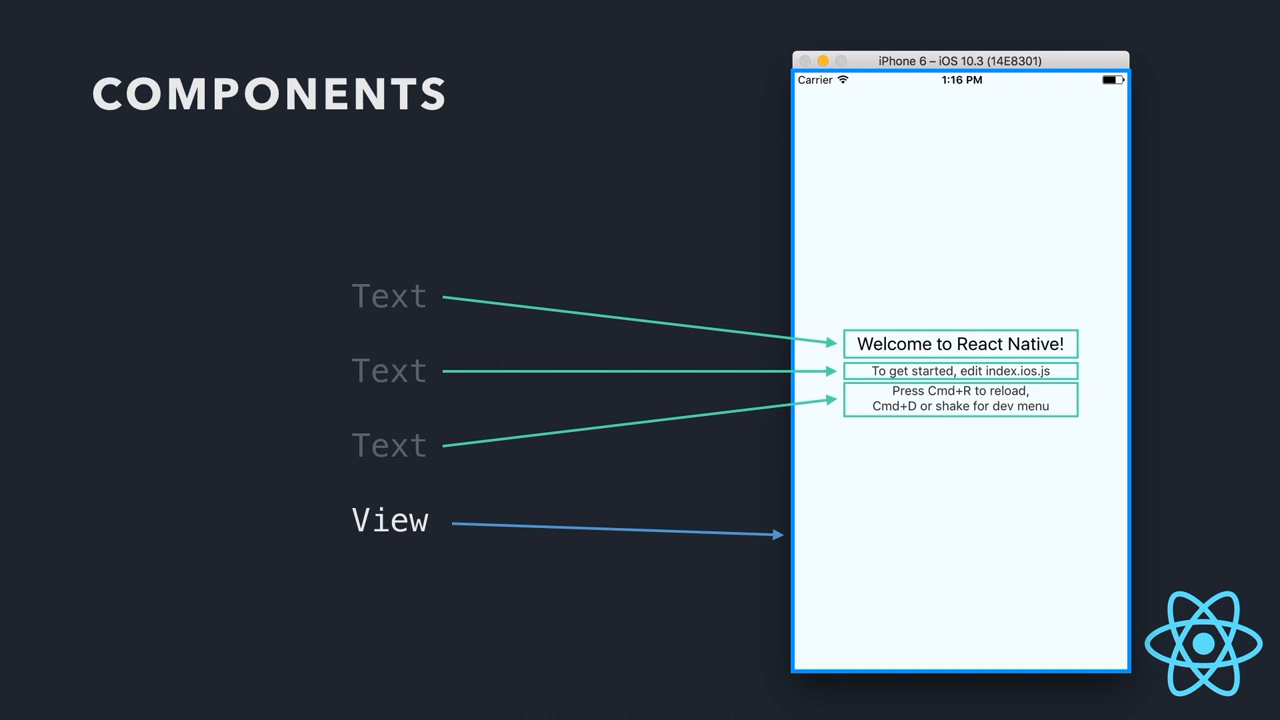 COMPONENTS
iPhone 6 – iOS 10.3 (14E8301)
Carrier
1:16 PM
Text
Text
Text
View
Welcome to React Native!
To get started, edit index.ios.js
Press Cmd+R to reload,
Cmd+D or shake for dev menu